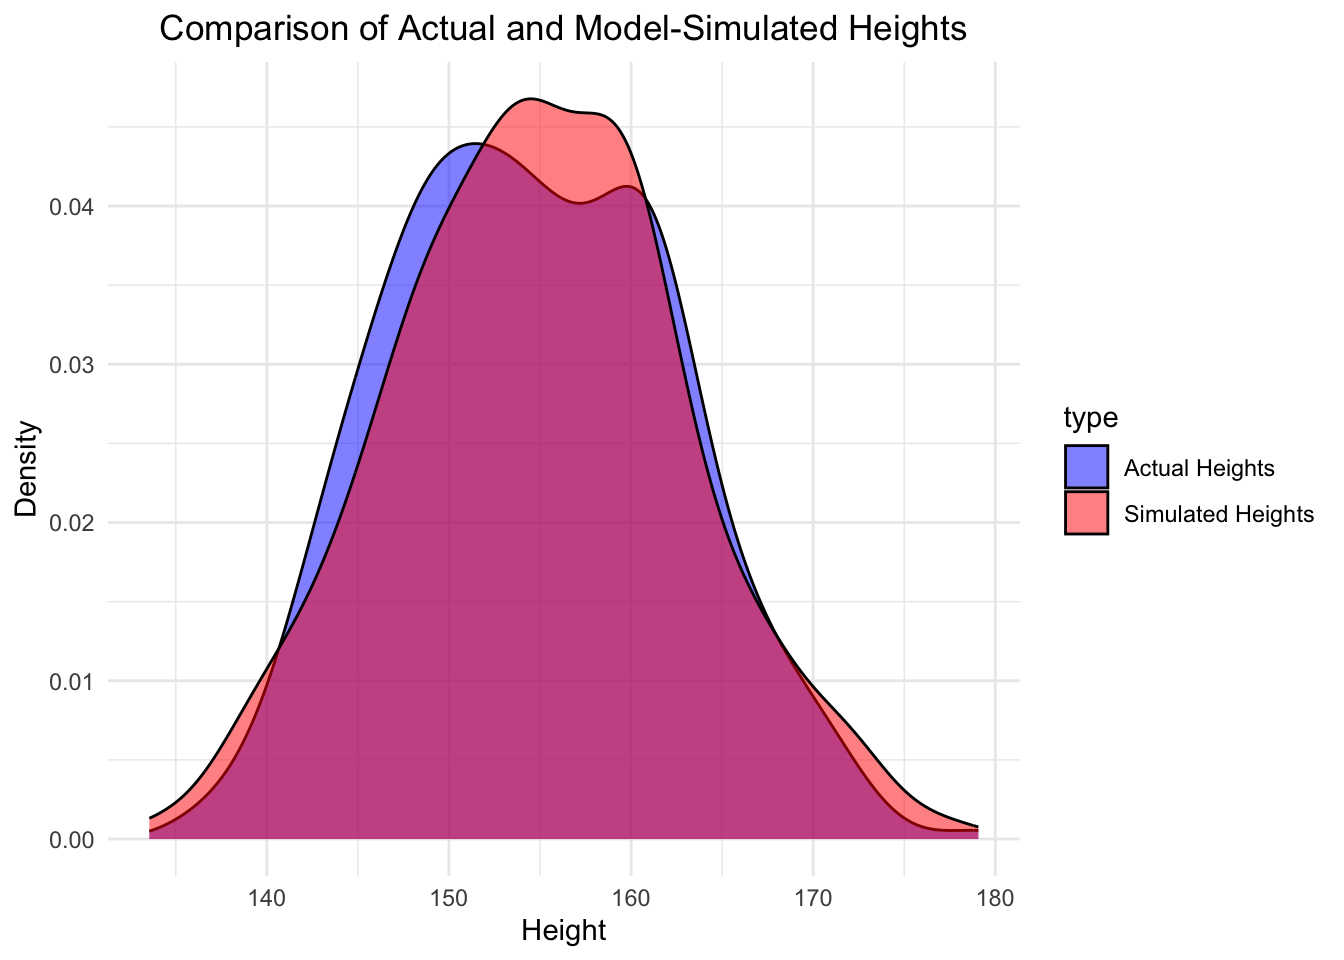 Comparison of Actual and Model-Simulated Heights
0.04
0.03
0.02
0.01
0.00
Density
140 150 160 170 180
Height
type
Actual Heights
Simulated Heights